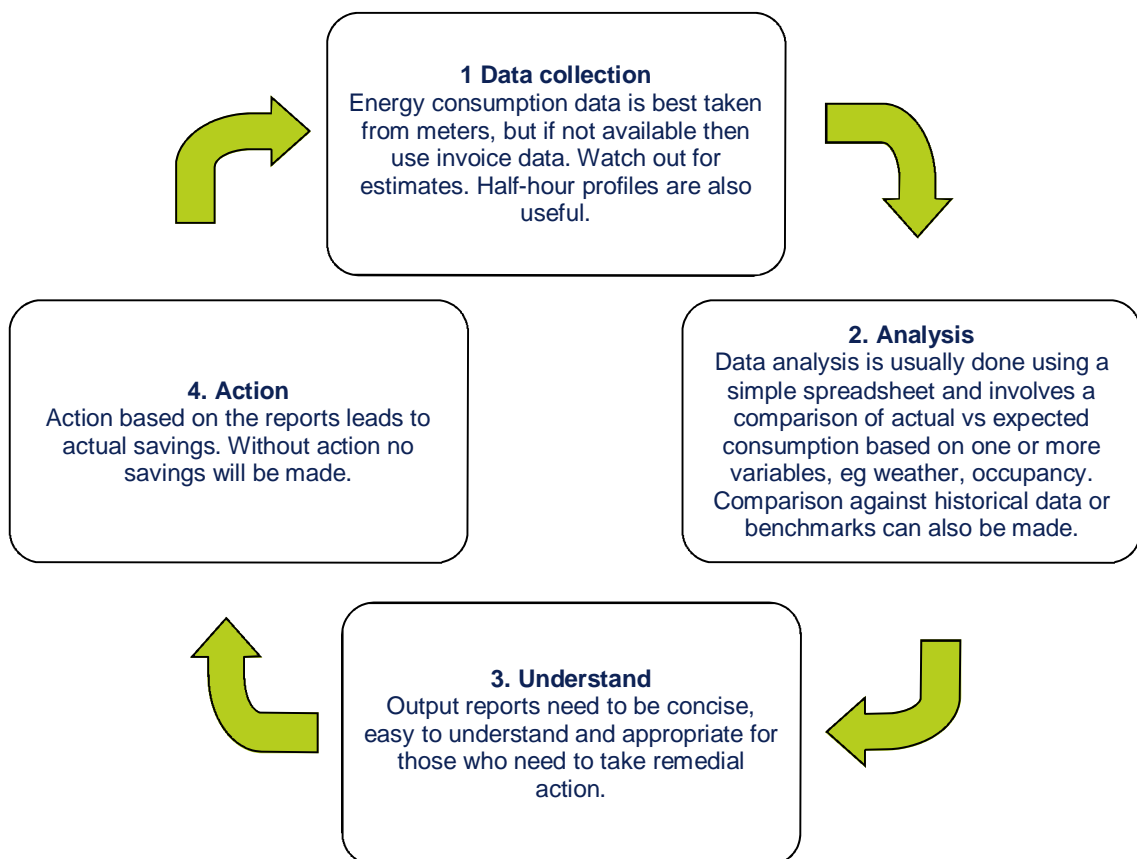 1 Data collection
Energy consumption data is best taken
from meters, but if not available then
use invoice data. Watch out for
estimates. Half-hour profiles are also
useful.
2. Analysis
Data analysis is usually done using a
simple spreadsheet and involves a
comparison of actual vs expected
consumption based on one or more
variables, eg weather, occupancy.
Comparison against historical data or
benchmarks can also be made.
3. Understand
Output reports need to be concise,
easy to understand and appropriate for
those who need to take remedial
action.
4. Action
Action based on the reports leads to
actual savings. Without action no
savings will be made.